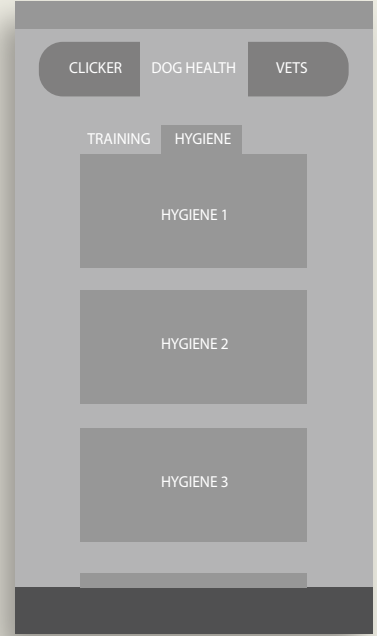 CLICKER DOG HEALTH VETS
TRAINING HYGIENE
HYGIENE 1
HYGIENE 2
HYGIENE 3